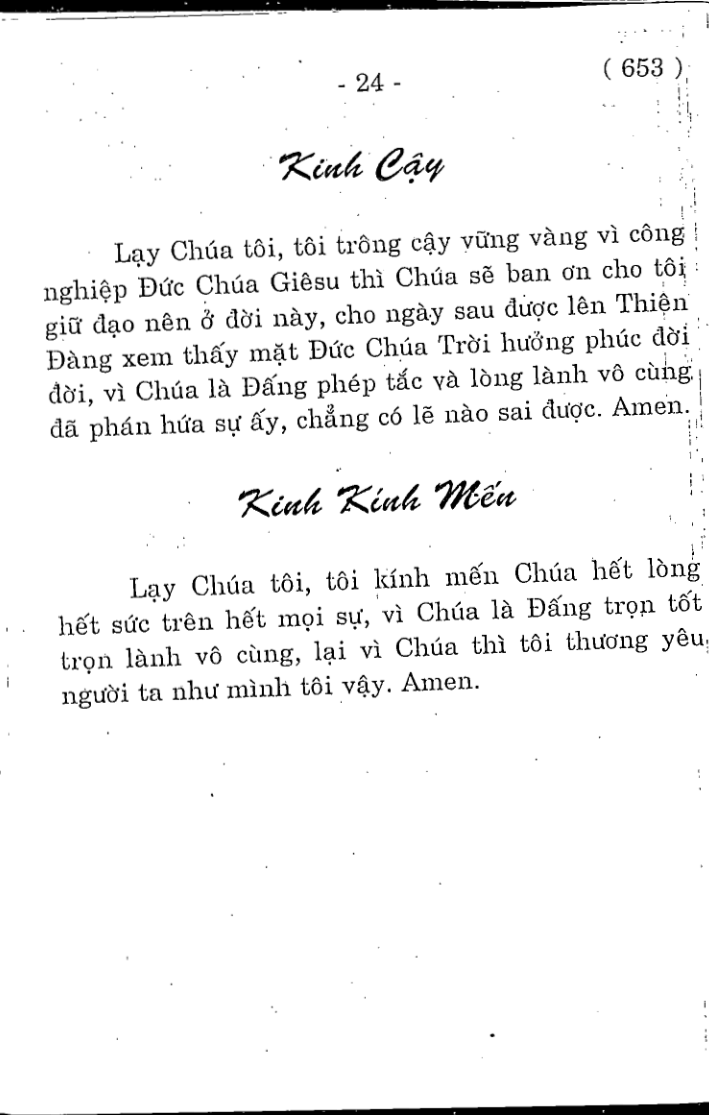 ( 653 )
- 24 -
Kinh Cậy
Lạy Chúa tôi, tôi trông cậy vững vàng vì công
nghiệp Đức Chúa Giêsu thì Chúa sẽ ban ơn cho tôi
giữ đạo nên ở đời này, cho ngày sau được lên Thiên
Đàng xem thấy mặt Đức Chúa Trời hưởng phúc đời
đời, vì Chúa là Đấng phép tắc và lòng lành vô cùng
đã phán hứa sự ấy, chẳng có lẽ nào sai được. Amen.
Kinh Kính Mến
Lạy Chúa tôi, tôi kính mến Chúa hết lòng
hết sức trên hết mọi sự, vì Chúa là Đấng trọn tốt
trọn lành vô cùng, lại vì Chúa thì tôi thương yêu
người ta như mình tôi vậy. Amen.